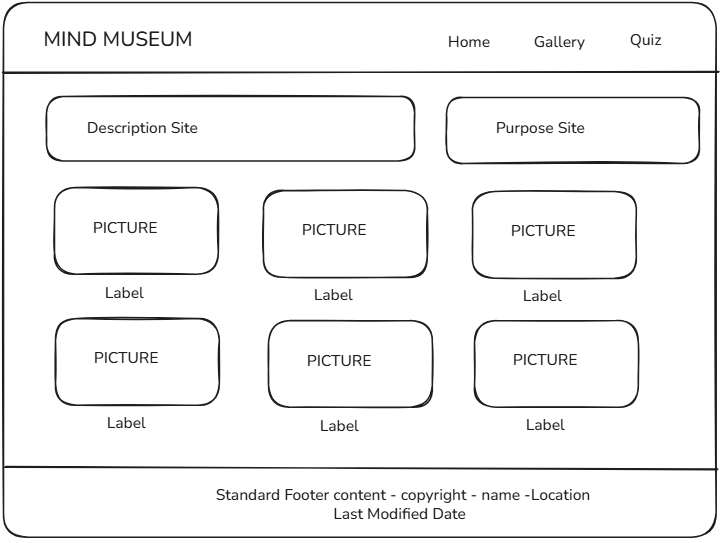 MIND MUSEUM
Home Gallery Quiz
Description Site
Purpose Site
PICTURE
PICTURE
PICTURE
Label
Label
Label
PICTURE
PICTURE
PICTURE
Label
Label
Label
Standard Footer content - copyright - name -Location
Last Modified Date